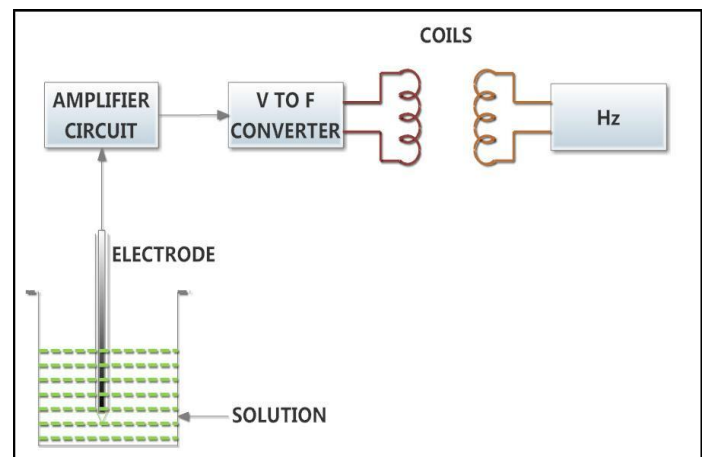 COILS
AMPLIFIER
CIRCUIT
V TO F
CONVERTER
Hz
ELECTRODE
SOLUTION